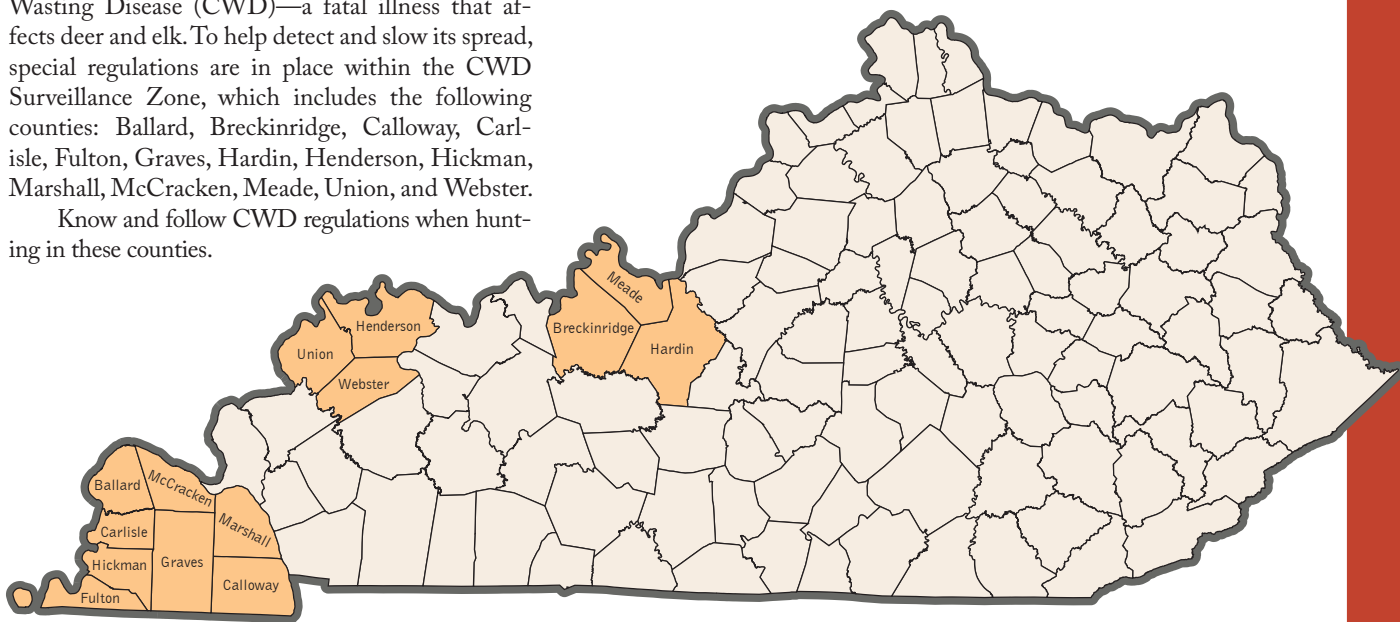 Wasting Disease (CWD)—a fatal illness that af-
fects deer and elk. To help detect and slow its spread,
special regulations are in place within the CWD
Surveillance Zone, which includes the following
counties: Ballard, Breckinridge, Calloway, Carl-
isle, Fulton, Graves, Hardin, Henderson, Hickman,
Marshall, McCracken, Meade, Union, and Webster.
Know and follow CWD regulations when hunt-
ing in these counties.
Meade
Henderson
Breckinridge
Hardin
Union
Webster
Ballard
McCracken
Marshall
Carlisle
Graves
Hickman
Calloway
Fulton